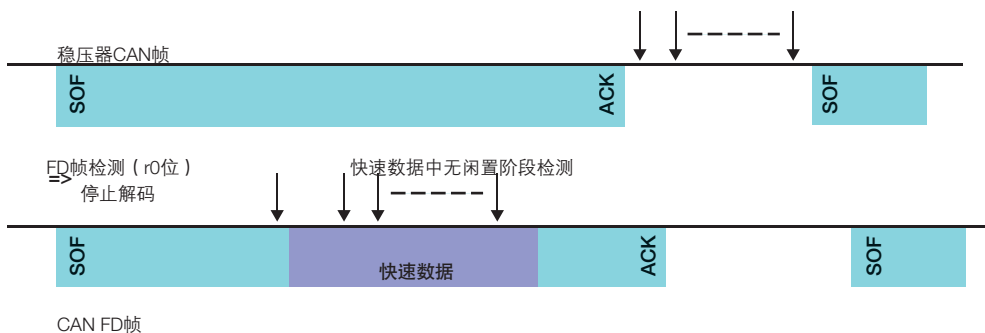 稳压器CAN帧
SOF
ACK
SOF
FD帧检测（r0位）
=>
停止解码
快速数据中无闲置阶段检测
SOF
快速数据
ACK
SOF
CAN FD帧